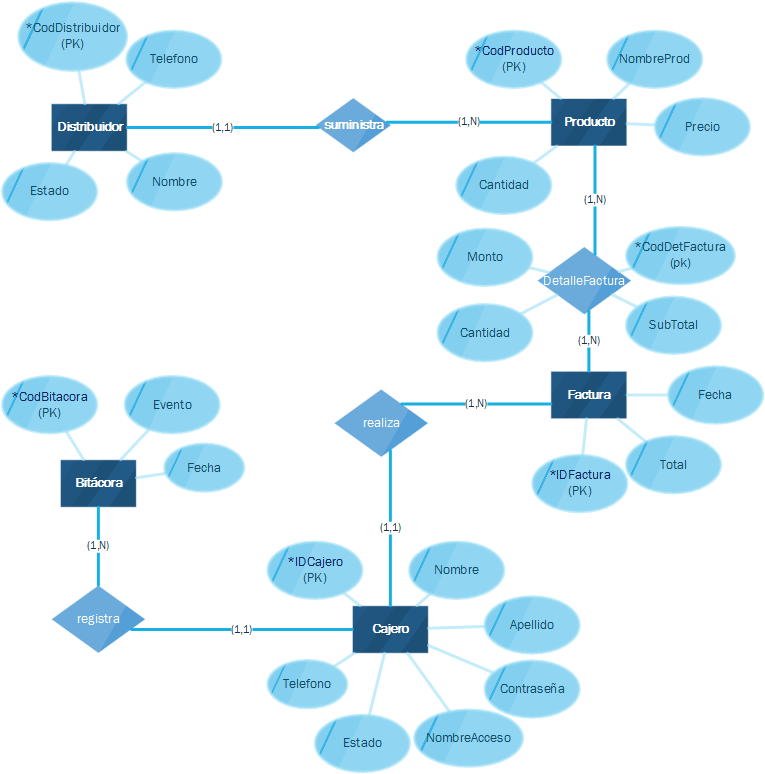 *CodDistribuidor
(PK)
Telefono
Distribuidor
(1,1)
suministra
(1,N)
Estado
Nombre
*CodProducto
(PK)
NombreProd
Producto
Precio
Cantidad
(1,N)
Monto
*CodDetFactura
(pk)
DetalleFactura
Cantidad
SubTotal
(1,N)
Factura
Fecha
(1,N)
realiza
*IDFactura
(PK)
Total
*CodBitacora
(PK)
Evento
Fecha
Bitácora
(1,N)
(1,1)
registra
(1,1)
*IDCajero
(PK)
Nombre
Cajero
Apellido
Telefono
Contraseña
Estado
NombreAcceso